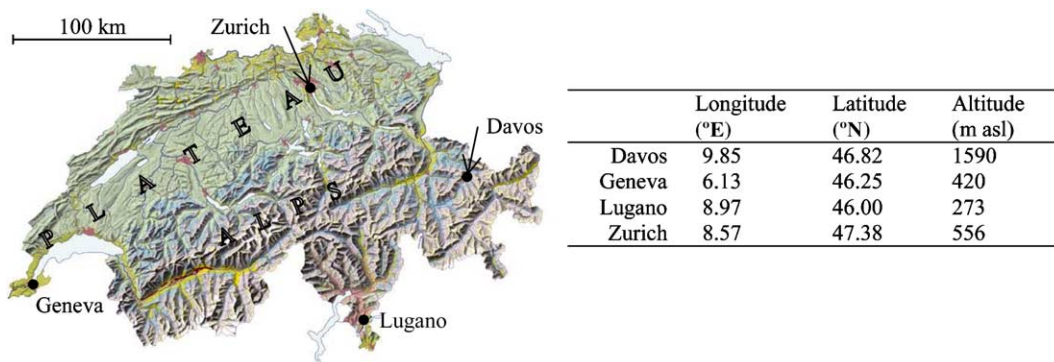 100 km
Zurich
PLATEAU
ALPS
Davos
Geneva
Lugano
Longitude Latitude Altitude
(ºE) (ºN) (m asl)
Davos 9.85 46.82 1590
Geneva 6.13 46.25 420
Lugano 8.97 46.00 273
Zurich 8.57 47.38 556